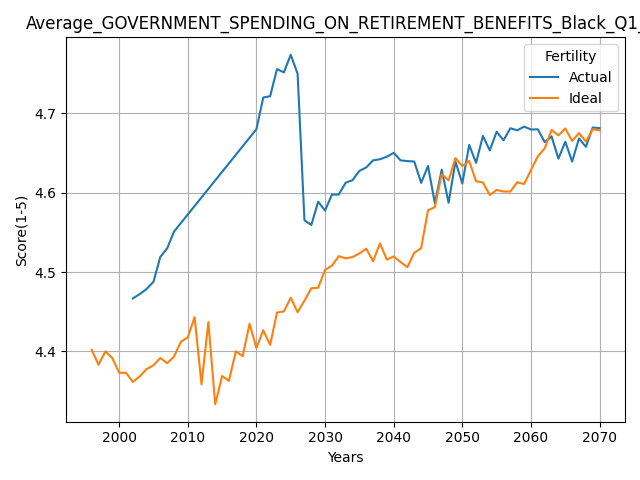 Average_GOVERNMENT_SPENDING_ON_RETIREMENT_BENEFITS_Black_Q1_
Fertility
Actual
Ideal
4.7
4.6
4.5
4.4
Score(1-5)
2000 2010 2020 2030 2040 2050 2060 2070
Years